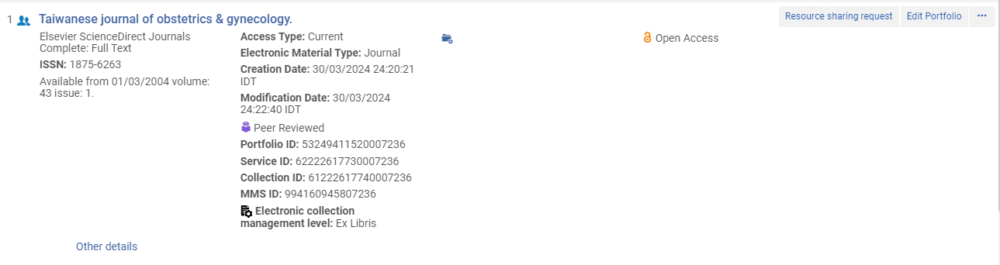 1 Taiwanese journal of obstetrics & gynecology.
Resource sharing request Edit Portfolio ...
Elsevier ScienceDirect Journals
Complete: Full Text
ISSN: 1875-6263
Available from 01/03/2004 volume:
43 issue: 1.
Access Type: Current
Electronic Material Type: Journal
Creation Date: 30/03/2024 24:20:21
IDT
Modification Date: 30/03/2024
24:22:40 IDT
Peer Reviewed
Portfolio ID: 53249411520007236
Service ID: 62222617730007236
Collection ID: 61222617740007236
MMS ID: 994160945807236
Electronic collection
management level: Ex Libris
Open Access
Other details